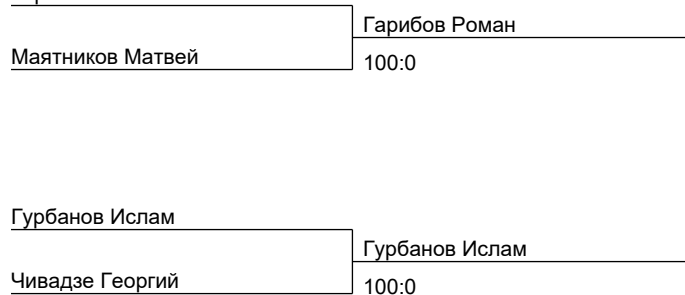 Гарибов Роман
Маятников Матвей
100:0
Гурбанов Ислам
Гурбанов Ислам
Чивадзе Георгий
100:0